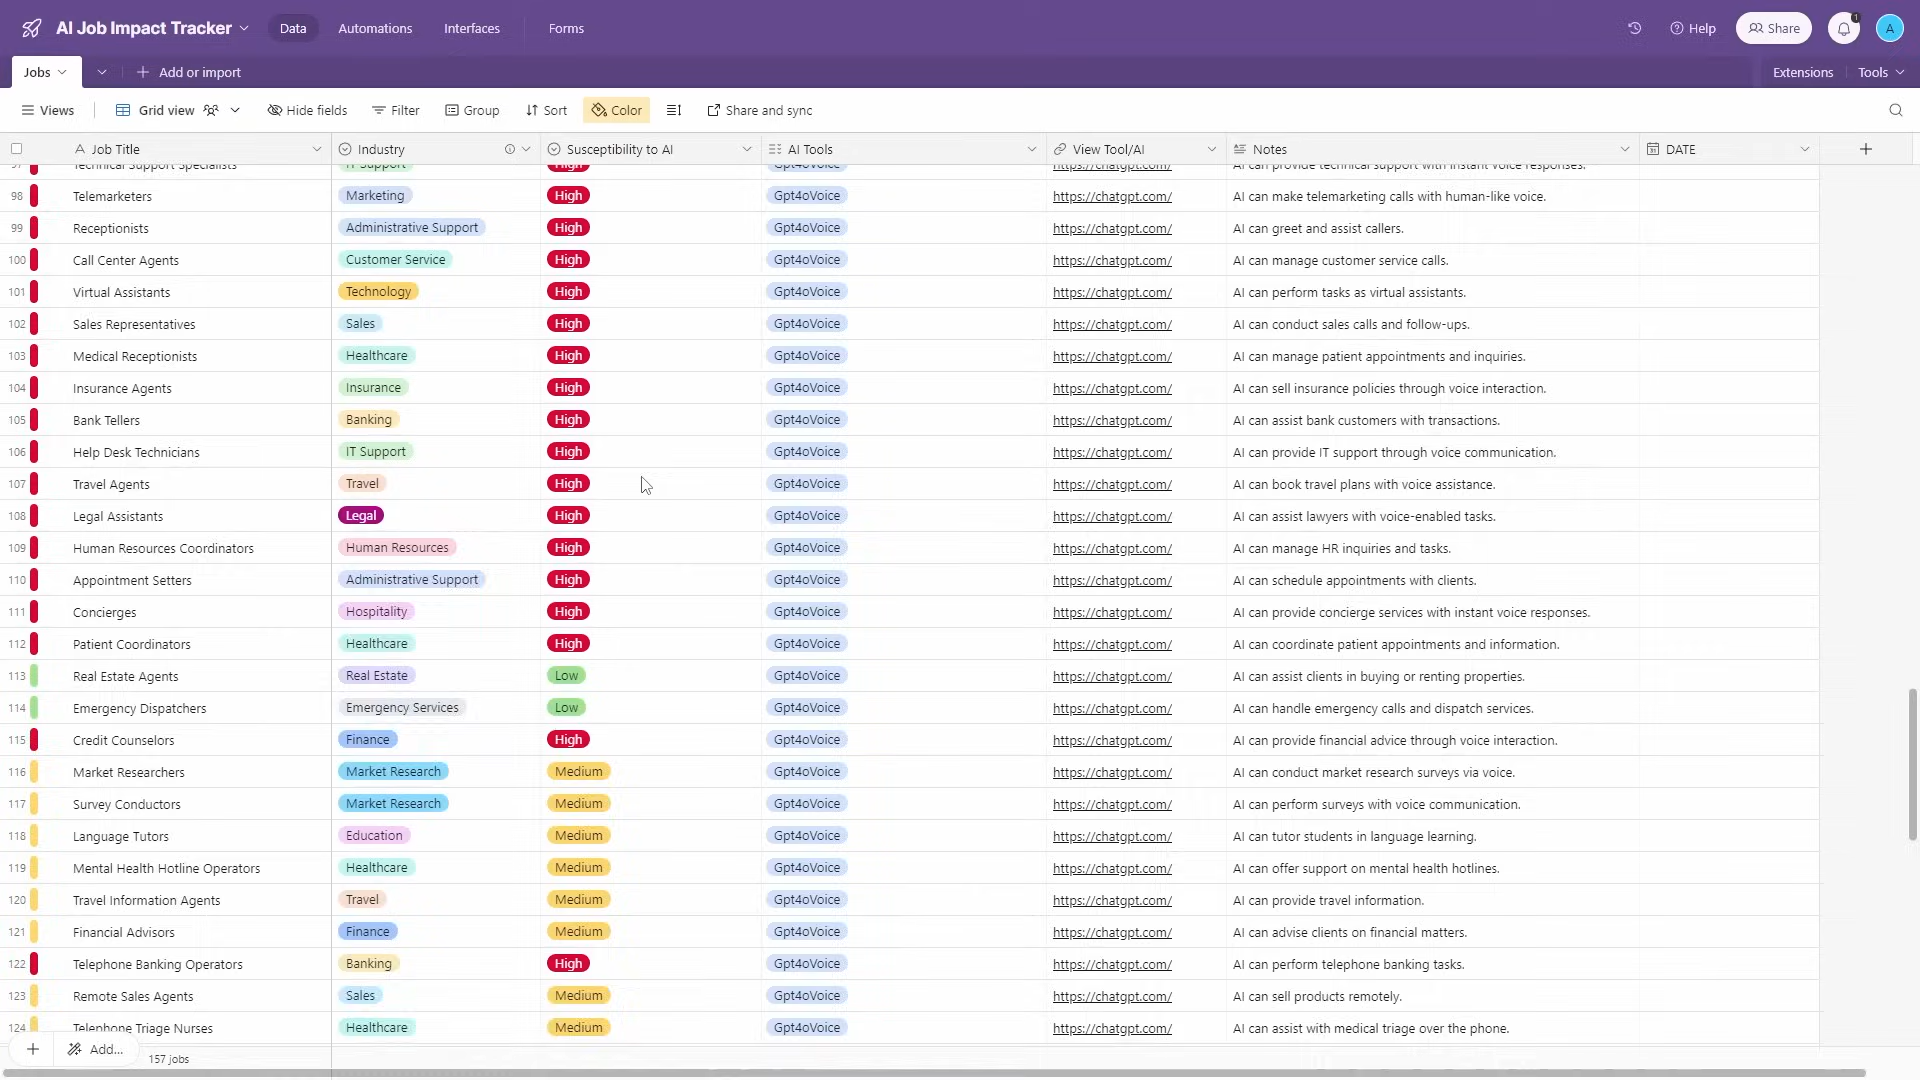 AI Job Impact Tracker Data Automations Interfaces Forms Help Share 1 A
Jobs Add or import Extensions Tools
Views Grid view Hide fields Filter Group Sort Color Share and sync
Job Title Industry Susceptibility to AI AI Tools View Tool/AI Notes DATE
97 Technical Support Specialists IT Support High Gpt4oVoice https://chatgpt.com/ AI can provide technical support with instant voice responses.
98 Telemarketers Marketing High Gpt4oVoice https://chatgpt.com/ AI can make telemarketing calls with human-like voice.
99 Receptionists Administrative Support High Gpt4oVoice https://chatgpt.com/ AI can greet and assist callers.
100 Call Center Agents Customer Service High Gpt4oVoice https://chatgpt.com/ AI can manage customer service calls.
101 Virtual Assistants Technology High Gpt4oVoice https://chatgpt.com/ AI can perform tasks as virtual assistants.
102 Sales Representatives Sales High Gpt4oVoice https://chatgpt.com/ AI can conduct sales calls and follow-ups.
103 Medical Receptionists Healthcare High Gpt4oVoice https://chatgpt.com/ AI can manage patient appointments and inquiries.
104 Insurance Agents Insurance High Gpt4oVoice https://chatgpt.com/ AI can sell insurance policies through voice interaction.
105 Bank Tellers Banking High Gpt4oVoice https://chatgpt.com/ AI can assist bank customers with transactions.
106 Help Desk Technicians IT Support High Gpt4oVoice https://chatgpt.com/ AI can provide IT support through voice communication.
107 Travel Agents Travel High Gpt4oVoice https://chatgpt.com/ AI can book travel plans with voice assistance.
108 Legal Assistants Legal High Gpt4oVoice https://chatgpt.com/ AI can assist lawyers with voice-enabled tasks.
109 Human Resources Coordinators Human Resources High Gpt4oVoice https://chatgpt.com/ AI can manage HR inquiries and tasks.
110 Appointment Setters Administrative Support High Gpt4oVoice https://chatgpt.com/ AI can schedule appointments with clients.
111 Concierges Hospitality High Gpt4oVoice https://chatgpt.com/ AI can provide concierge services with instant voice responses.
112 Patient Coordinators Healthcare High Gpt4oVoice https://chatgpt.com/ AI can coordinate patient appointments and information.
113 Real Estate Agents Real Estate Low Gpt4oVoice https://chatgpt.com/ AI can assist clients in buying or renting properties.
114 Emergency Dispatchers Emergency Services Low Gpt4oVoice https://chatgpt.com/ AI can handle emergency calls and dispatch services.
115 Credit Counselors Finance High Gpt4oVoice https://chatgpt.com/ AI can provide financial advice through voice interaction.
116 Market Researchers Market Research Medium Gpt4oVoice https://chatgpt.com/ AI can conduct market research surveys via voice.
117 Survey Conductors Market Research Medium Gpt4oVoice https://chatgpt.com/ AI can perform surveys with voice communication.
118 Language Tutors Education Medium Gpt4oVoice https://chatgpt.com/ AI can tutor students in language learning.
119 Mental Health Hotline Operators Healthcare Medium Gpt4oVoice https://chatgpt.com/ AI can offer support on mental health hotlines.
120 Travel Information Agents Travel Medium Gpt4oVoice https://chatgpt.com/ AI can provide travel information.
121 Financial Advisors Finance Medium Gpt4oVoice https://chatgpt.com/ AI can advise clients on financial matters.
122 Telephone Banking Operators Banking High Gpt4oVoice https://chatgpt.com/ AI can perform telephone banking tasks.
123 Remote Sales Agents Sales Medium Gpt4oVoice https://chatgpt.com/ AI can sell products remotely.
124 Telephone Triage Nurses Healthcare Medium Gpt4oVoice https://chatgpt.com/ AI can assist with medical triage over the phone.
Add...
157 jobs